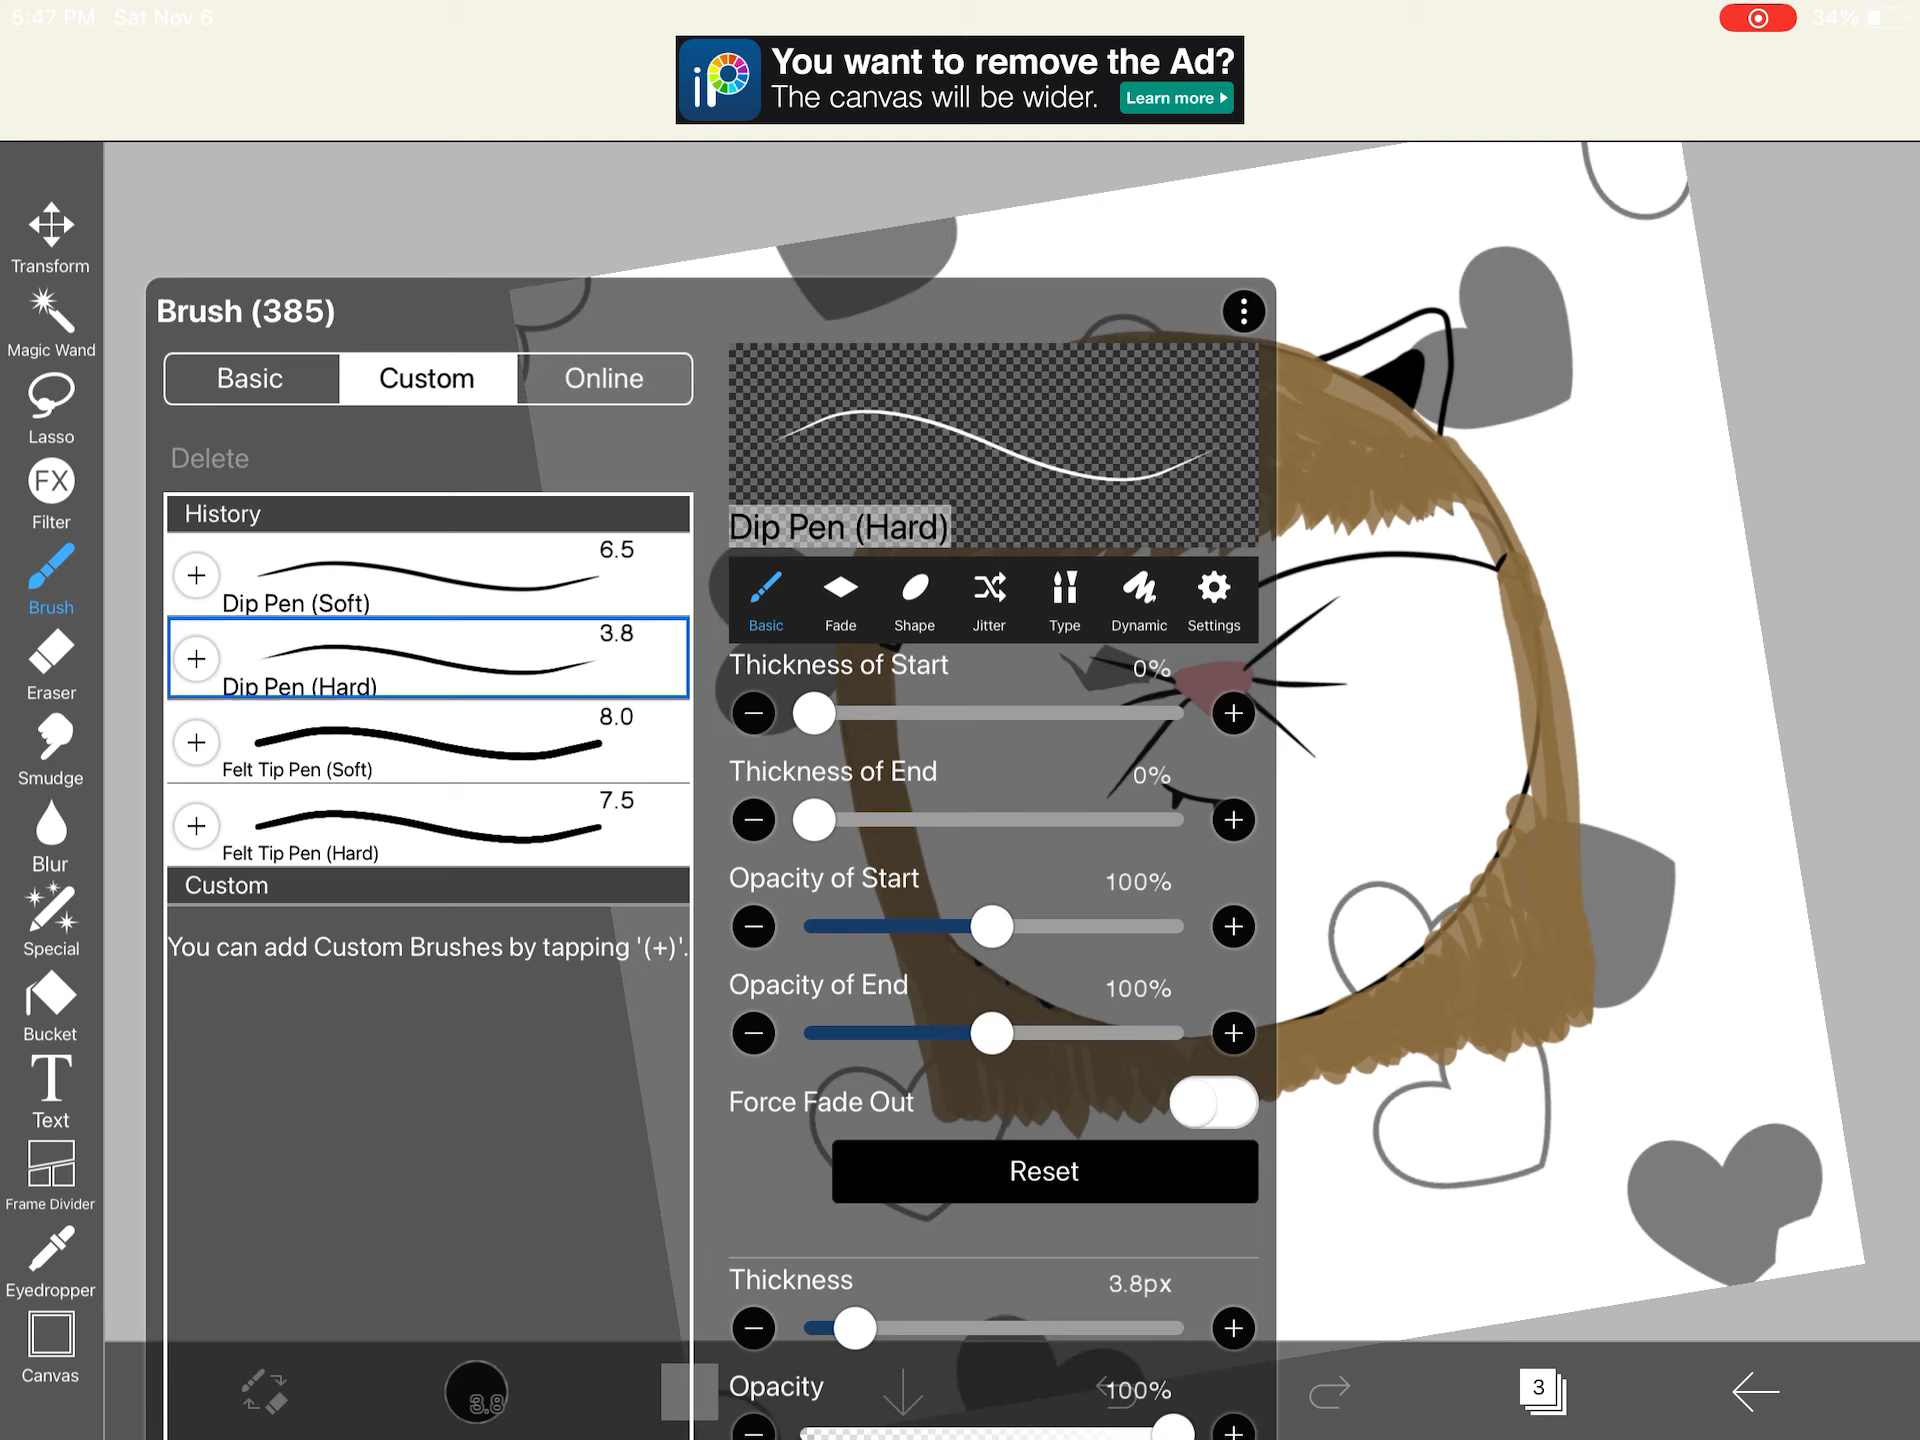 5:47 PM Sat Nov 6
34%
iP
You want to remove the Ad?
The canvas will be wider.
Learn more
Transform
Magic Wand
Lasso
FX
Filter
Brush
Eraser
Smudge
Blur
Special
Bucket
T
Text
Frame Divider
Eyedropper
Canvas
Brush (385)
Basic
Custom
Online
Delete
History
6.5
Dip Pen (Soft)
3.8
Dip Pen (Hard)
8.0
Felt Tip Pen (Soft)
7.5
Felt Tip Pen (Hard)
Custom
You can add Custom Brushes by tapping '(+)'.
Dip Pen (Hard)
Basic
Fade
Shape
Jitter
Type
Dynamic
Settings
Thickness of Start 0%
Thickness of End 0%
Opacity of Start 100%
Opacity of End 100%
Force Fade Out
Reset
Thickness 3.8px
Opacity 100%
3.8
3